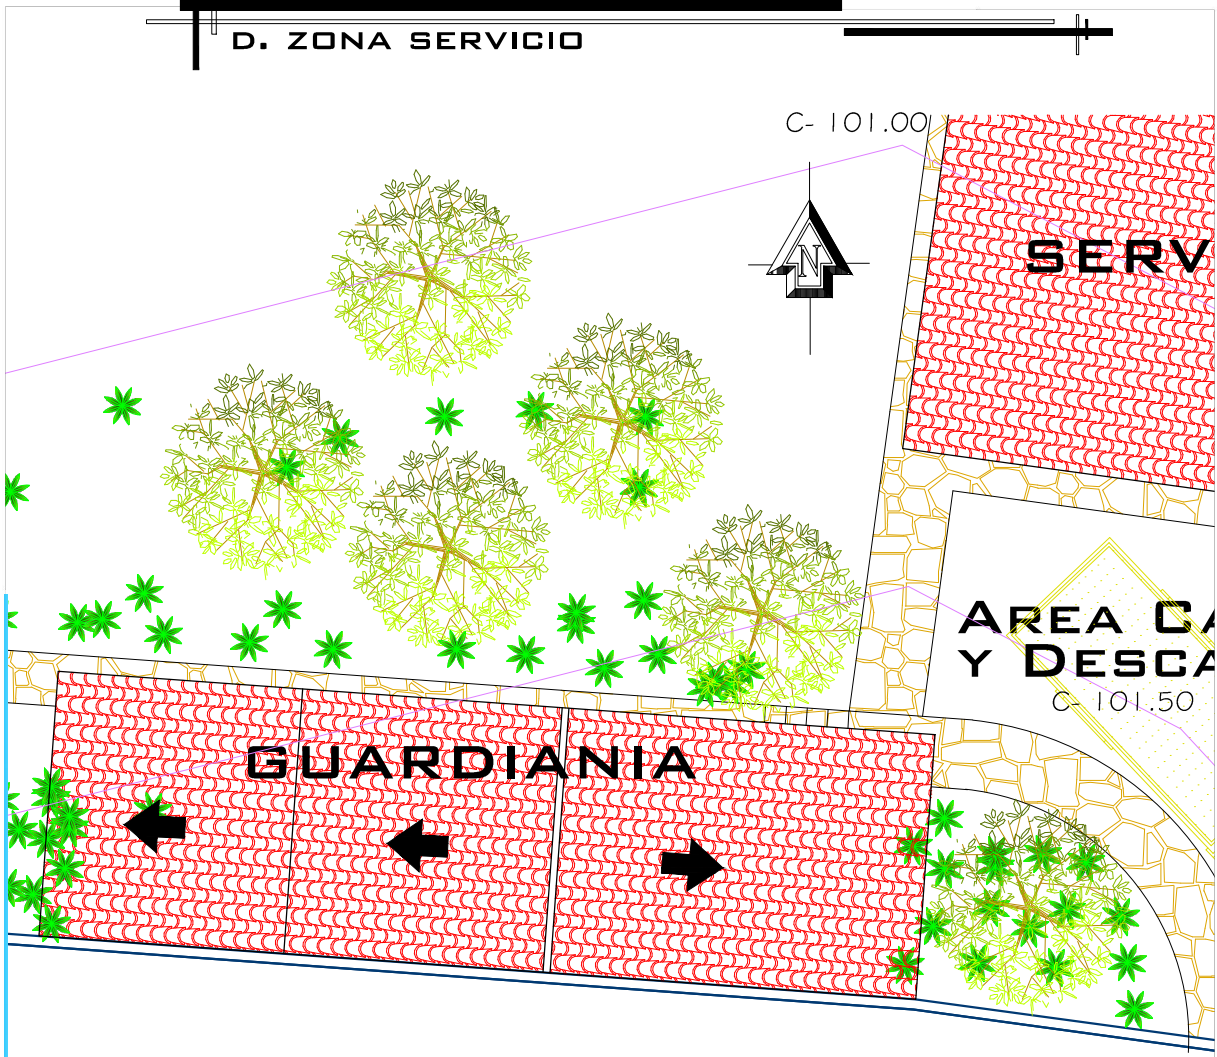 D. ZONA SERVICIO
C- 101.00
N
SERV
AREA CA
Y DESCA
C- 101.50
GUARDIANIA